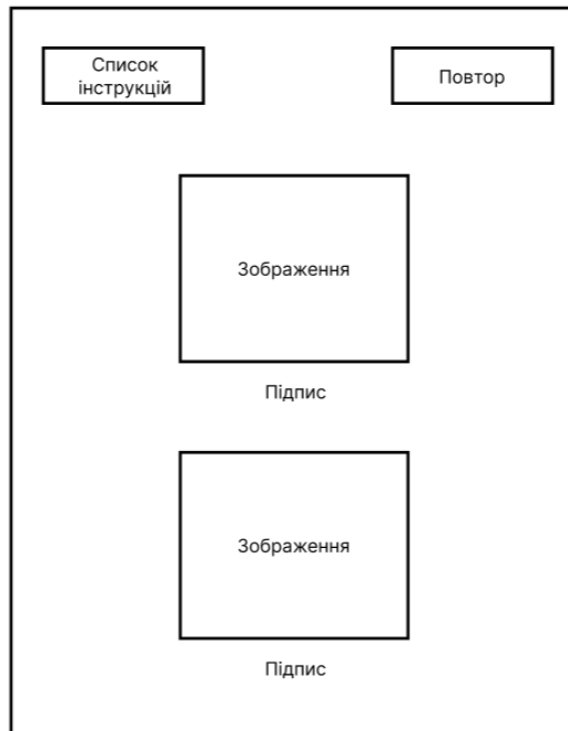 Список
інструкцій
Повтор
Зображення
Підпис
Зображення
Підпис